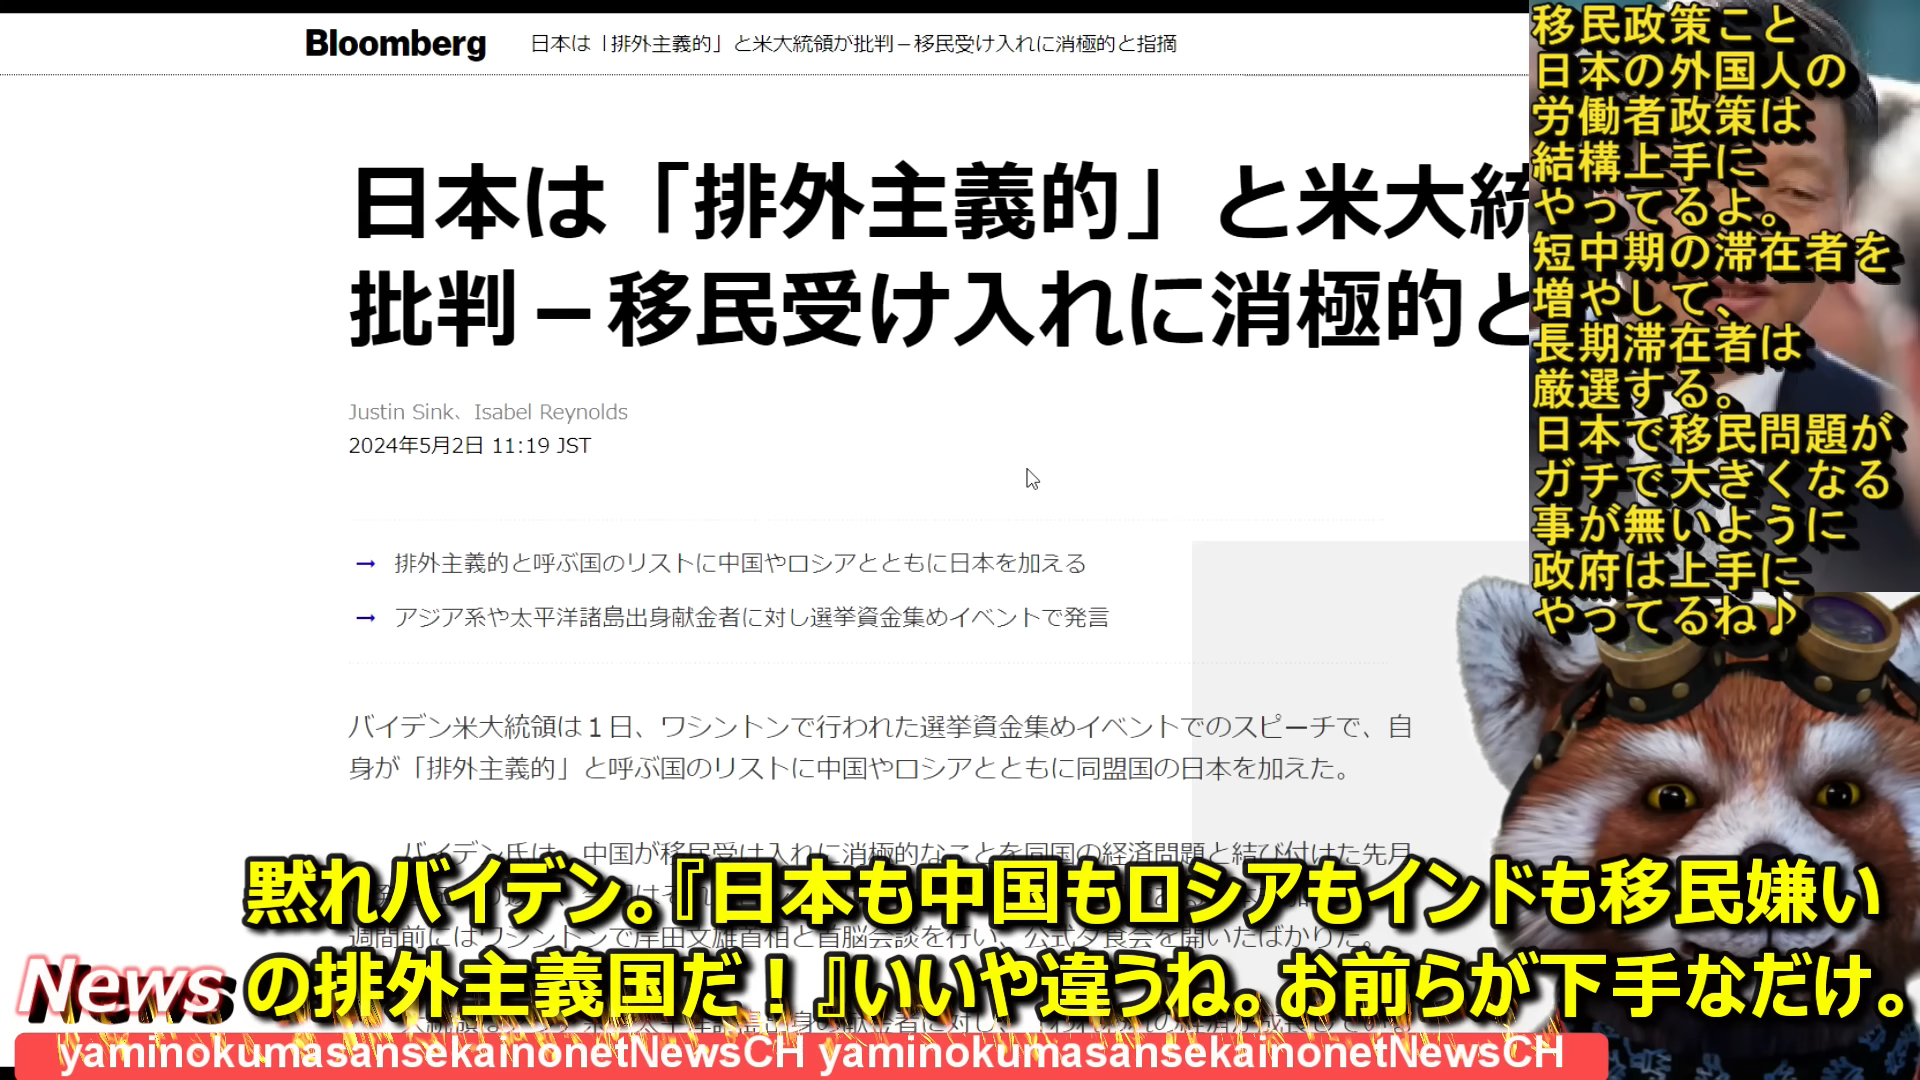 Bloomberg
日本は「排外主義的」と米大統領が批判－移民受け入れに消極的と指摘
日本は「排外主義的」と米大統
批判－移民受け入れに消極的と
Justin Sink、Isabel Reynolds
2024年5月2日 11:19 JST
→ 排外主義的と呼ぶ国のリストに中国やロシアとともに日本を加える
→ アジア系や太平洋諸島出身献金者に対し選挙資金集めイベントで発言
バイデン米大統領は１日、ワシントンで行われた選挙資金集めイベントでのスピーチで、自
身が「排外主義的」と呼ぶ国のリストに中国やロシアとともに同盟国の日本を加えた。
バイデン氏は、中国が移民受け入れに消極的なことを同国の経済問題と結び付けた先月
週間前にはワシントンで岸田文雄首相と首脳会談を行い、公式夕食会を開いたばかりだ。
移民政策こと
日本の外国人の
労働者政策は
結構上手に
やってるよ。
短中期の滞在者を
増やして、
長期滞在者は
厳選する。
日本で移民問題が
ガチで大きくなる
事が無いように
政府は上手に
やってるね♪
黙れバイデン。『日本も中国もロシアもインドも移民嫌い
の排外主義国だ！』いいや違うね。お前らが下手なだけ。
News
yaminokumasansekainonetNewsCH yaminokumasansekainonetNewsCH